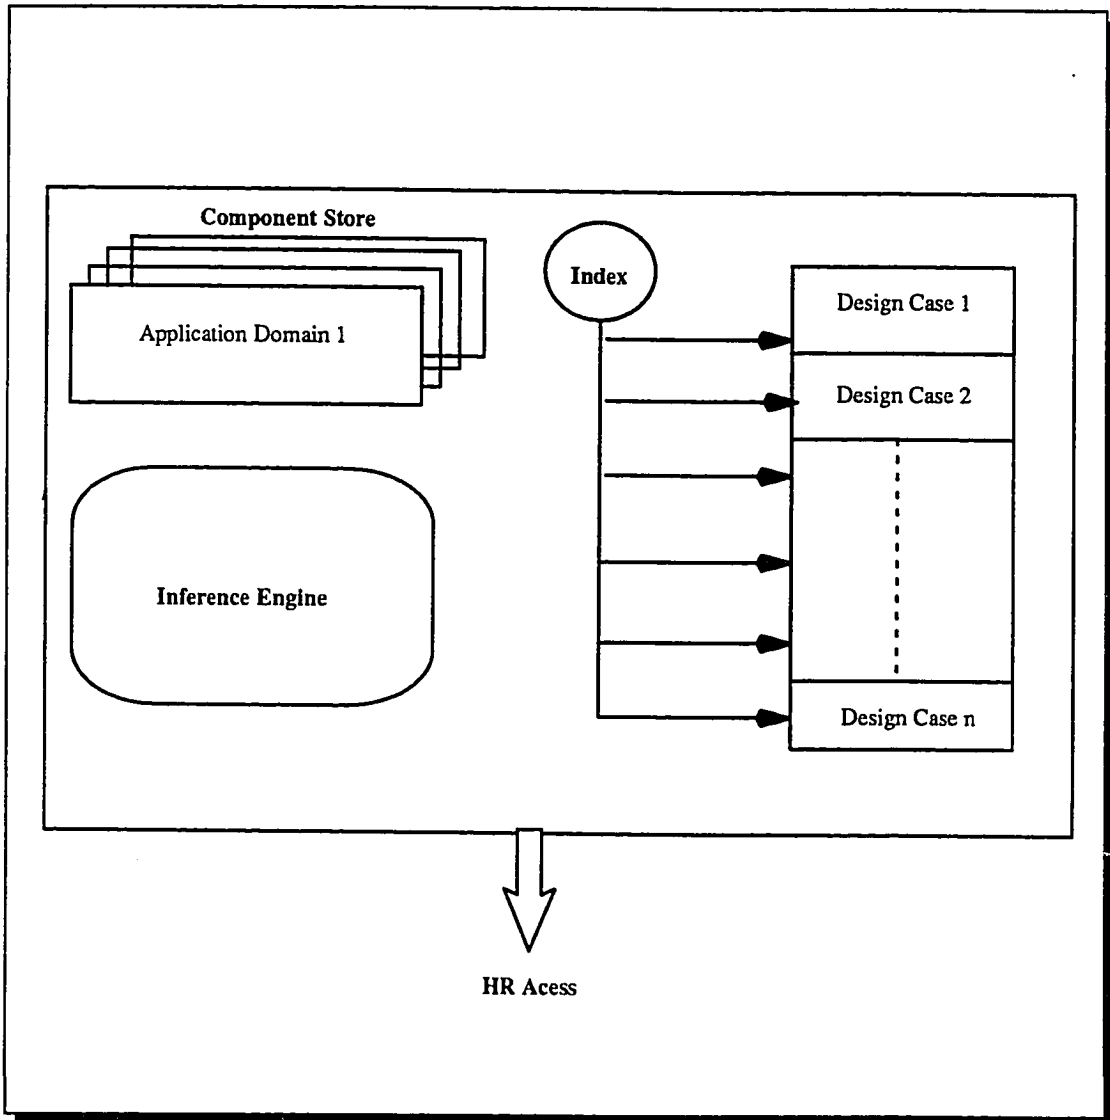 Component Store
Application Domain 1
Inference Engine
Index
Design Case 1
Design Case 2
Design Case n
HR Acess